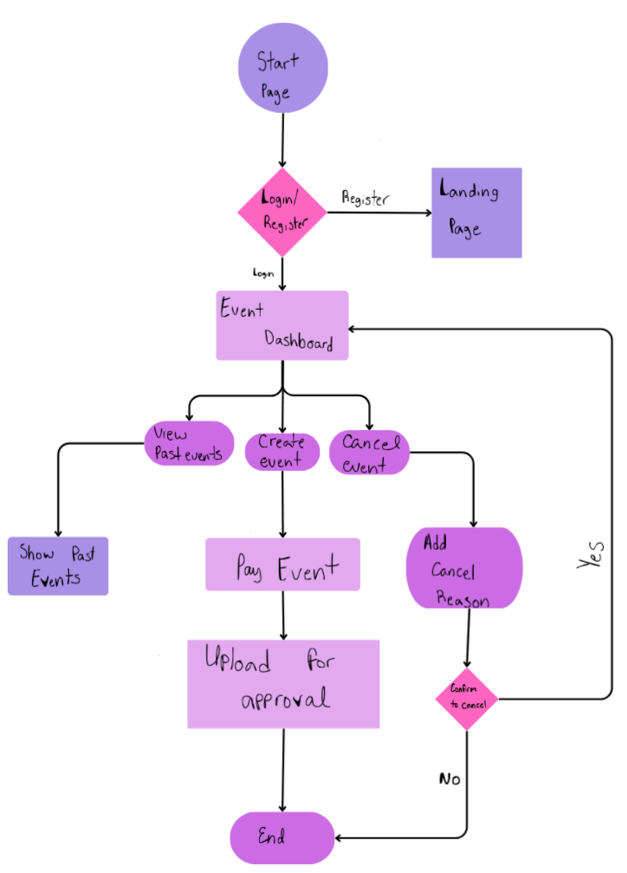 Start
Page
Login/
Register
Register
Landing
Page
Login
Event
Dashboard
View
Past events
Create
event
Cancel
event
Show Past
Events
Pay Event
Add
Cancel
Reason
Yes
Upload for
approval
Confirm
to Cancel
No
End